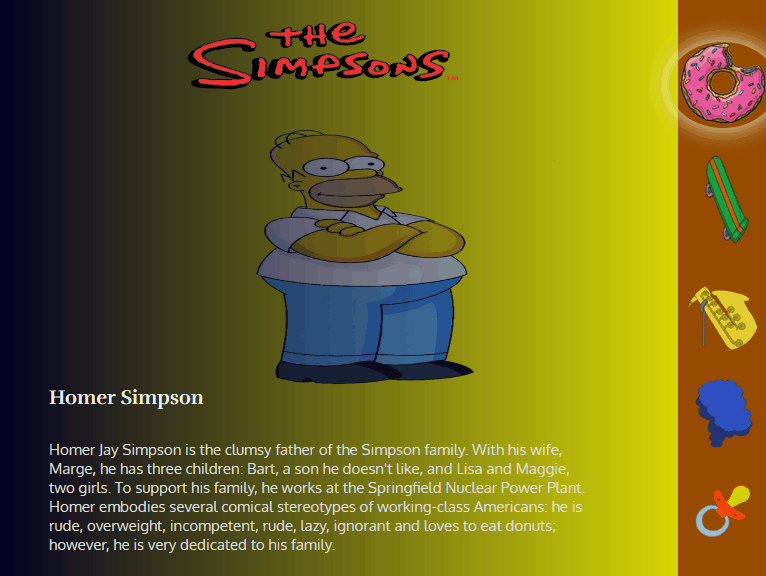 THE
SIMPSONS™
Homer Simpson
Homer Jay Simpson is the clumsy father of the Simpson family. With his wife,
Marge, he has three children: Bart, a son he doesn't like, and Lisa and Maggie,
two girls. To support his family, he works at the Springfield Nuclear Power Plant.
Homer embodies several comical stereotypes of working-class Americans: he is
rude, overweight, incompetent, rude, lazy, ignorant and loves to eat donuts;
however, he is very dedicated to his family.